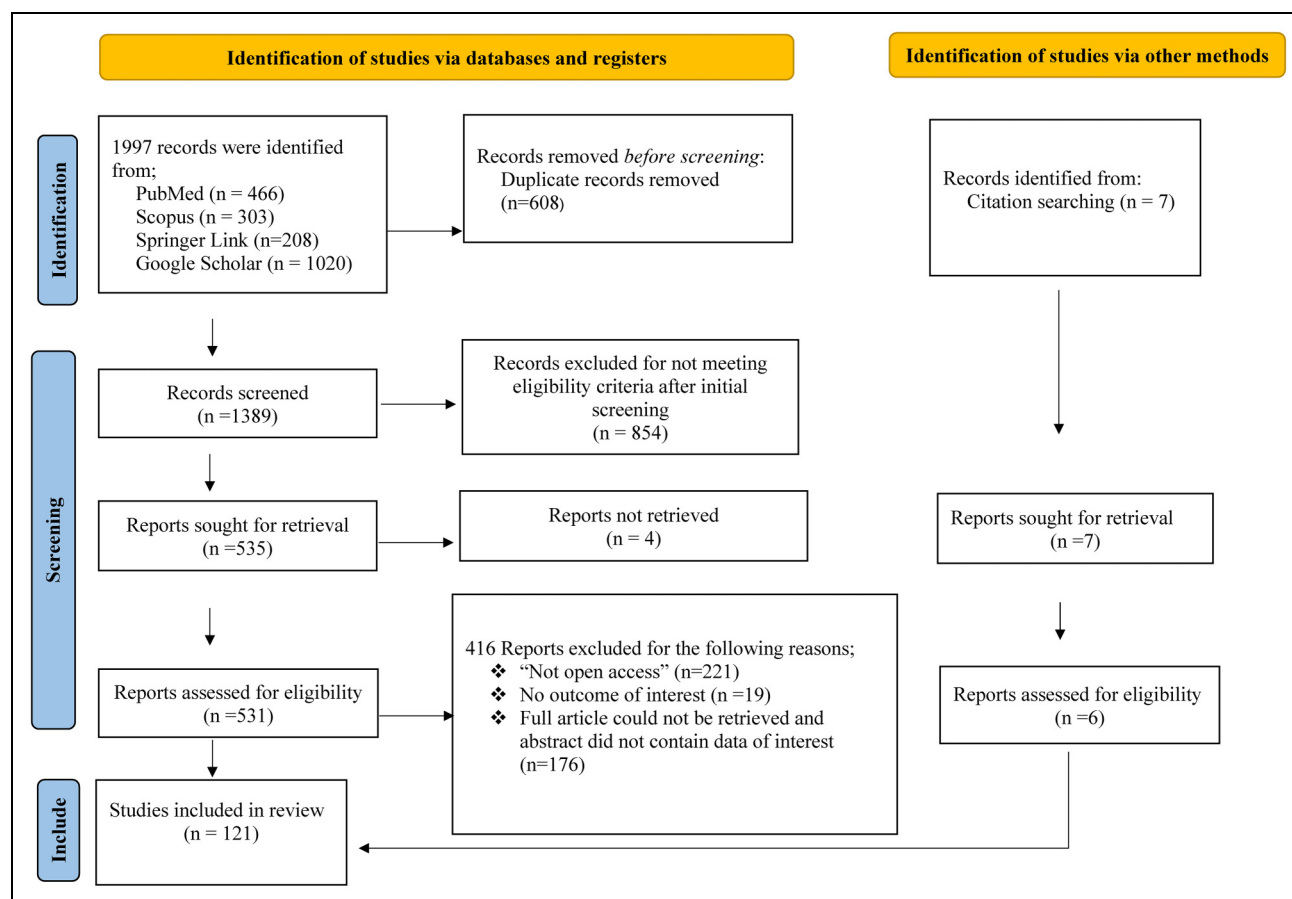 Identification of studies via databases and registers
Identification of studies via other methods
Identification
1997 records were identified
from;
PubMed (n = 466)
Scopus (n = 303)
Springer Link (n=208)
Google Scholar (n = 1020)
Records removed before screening:
Duplicate records removed
(n=608)
Records identified from:
Citation searching (n = 7)
Screening
Records screened
(n =1389)
Records excluded for not meeting
eligibility criteria after initial
screening
(n = 854)
Reports sought for retrieval
(n =535)
Reports not retrieved
(n = 4)
Reports sought for retrieval
(n =7)
Reports assessed for eligibility
(n =531)
416 Reports excluded for the following reasons;
❖ “Not open access” (n=221)
❖ No outcome of interest (n =19)
❖ Full article could not be retrieved and
abstract did not contain data of interest
(n=176)
Reports assessed for eligibility
(n =6)
Include
Studies included in review
(n = 121)